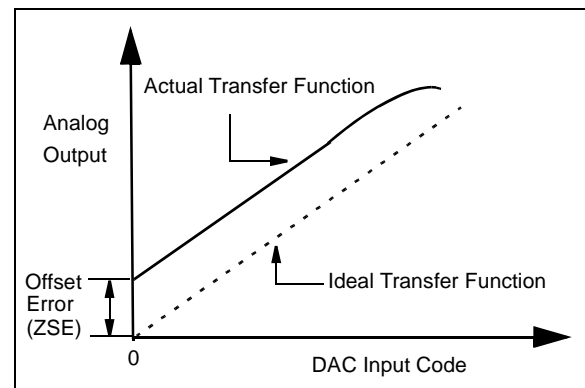 Actual Transfer Function
Analog
Output
Ideal Transfer Function
Offset
Error
(ZSE)
0
DAC Input Code